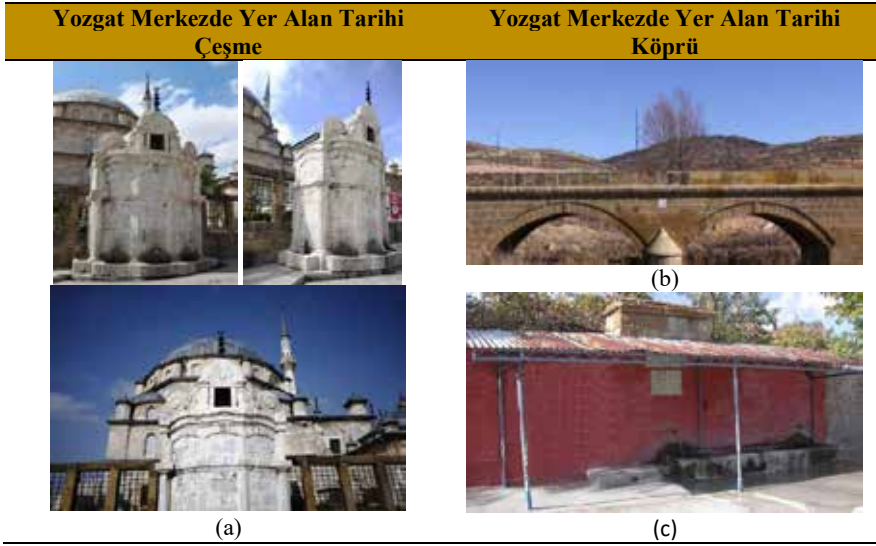 Yozgat Merkezde Yer Alan Tarihi
Çeşme
Yozgat Merkezde Yer Alan Tarihi
Köprü
(a)
(b)
(c)